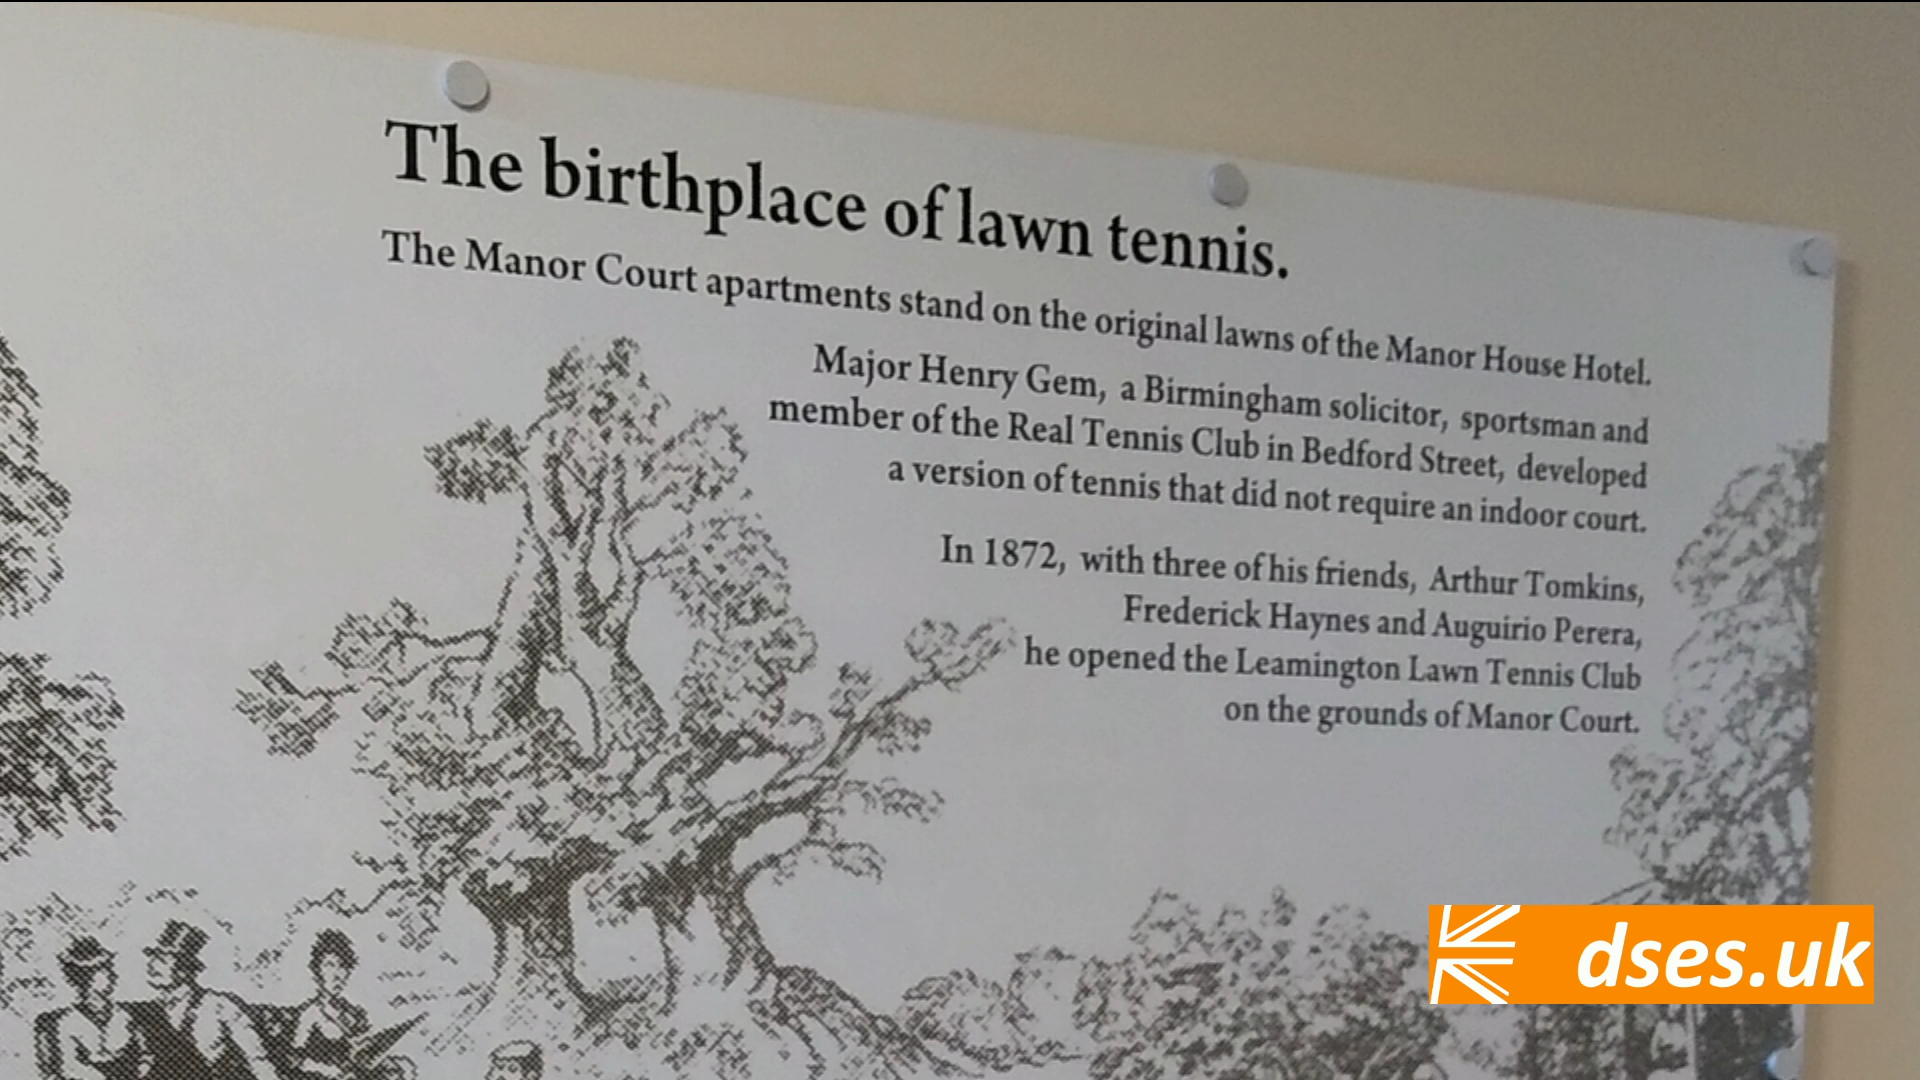 The birthplace of lawn tennis.
The Manor Court apartments stand on the original lawns of the Manor House Hotel.
Major Henry Gem, a Birmingham solicitor, sportsman and
member of the Real Tennis Club in Bedford Street, developed
a version of tennis that did not require an indoor court.
In 1872, with three of his friends, Arthur Tomkins,
Frederick Haynes and Auguirio Perera,
he opened the Leamington Lawn Tennis Club
on the grounds of Manor Court.
dses.uk